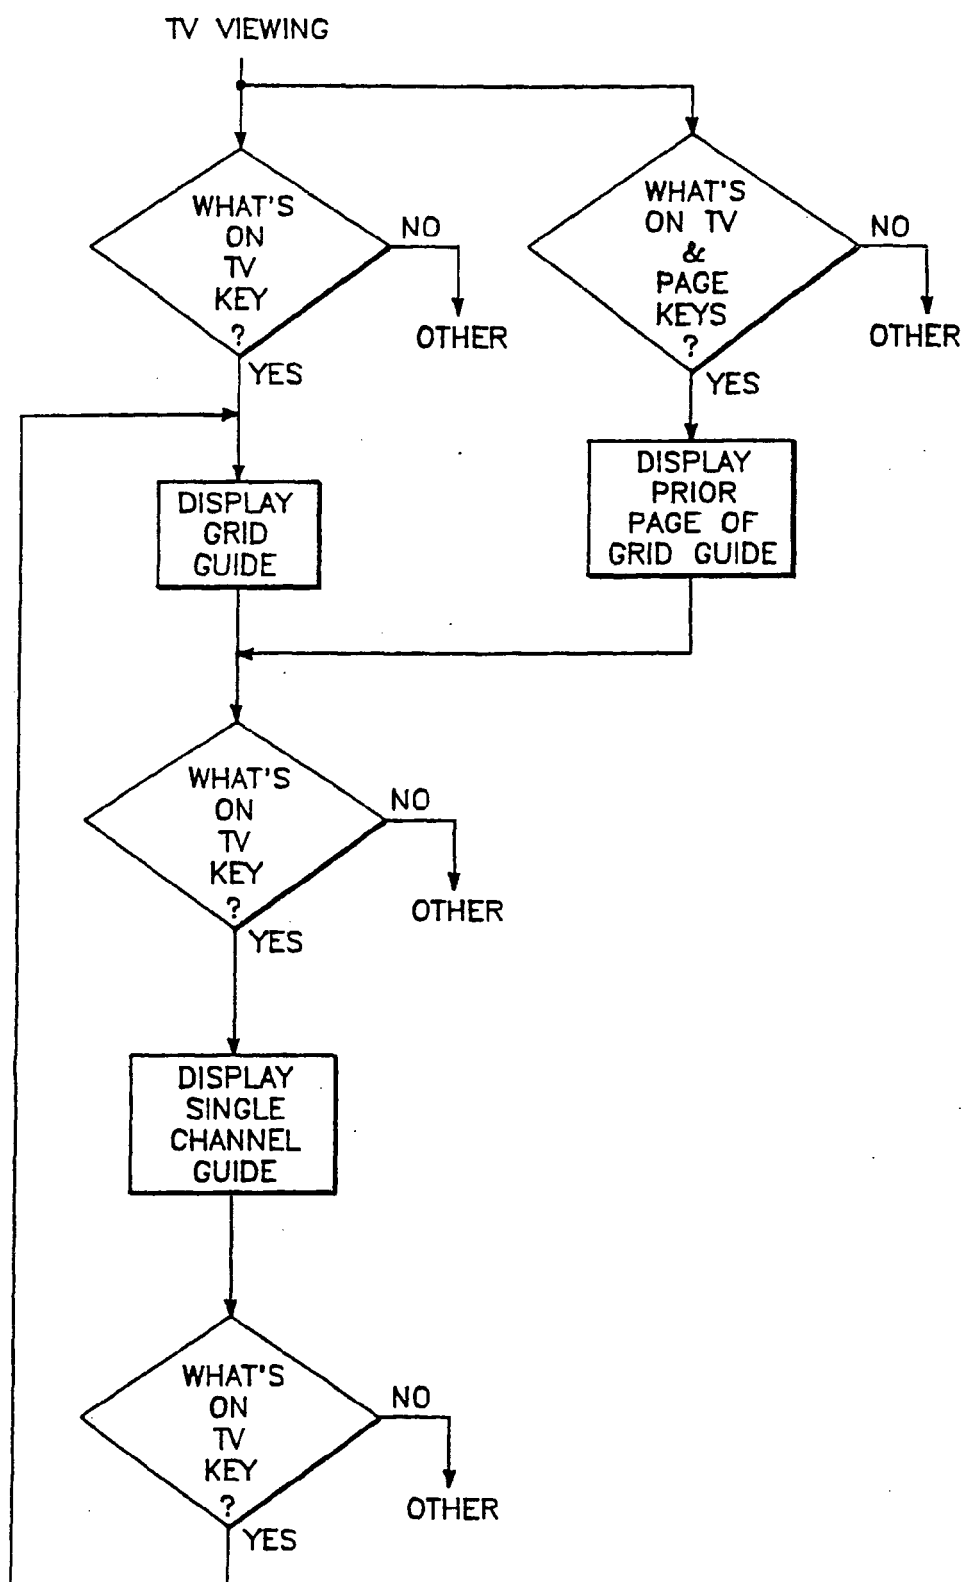 TV VIEWING
WHAT'S
ON
TV
KEY
?
NO
OTHER
YES
WHAT'S
ON TV
&
PAGE
KEYS
?
NO
OTHER
YES
DISPLAY
GRID
GUIDE
DISPLAY
PRIOR
PAGE OF
GRID GUIDE
WHAT'S
ON
TV
KEY
?
NO
OTHER
YES
DISPLAY
SINGLE
CHANNEL
GUIDE
WHAT'S
ON
TV
KEY
?
NO
OTHER
YES